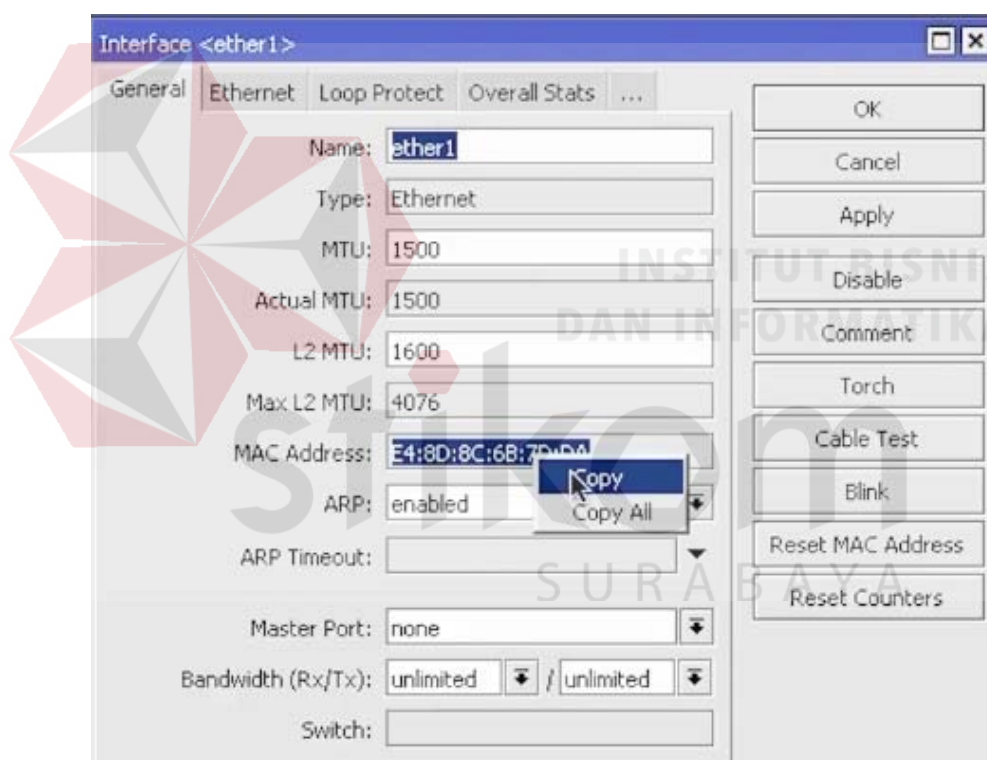 Interface <ether1>
General Ethernet Loop Protect Overall Stats ...
Name: ether1
Type: Ethernet
MTU: 1500
Actual MTU: 1500
L2 MTU: 1600
Max L2 MTU: 4076
MAC Address: E4:8D:8C:6B:7D:DA
ARP: enabled
ARP Timeout:
Master Port: none
Bandwidth (Rx/Tx): unlimited / unlimited
Switch:
Copy
Copy All
OK
Cancel
Apply
Disable
Comment
Torch
Cable Test
Blink
Reset MAC Address
Reset Counters
INSTITUT BISNI
DAN INFORMATIKA
stikom
SURABAYA